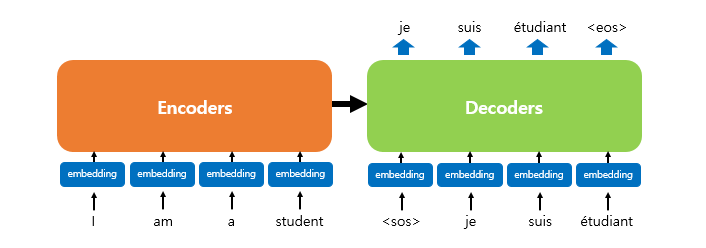 je suis étudiant <eos>
Encoders Decoders
embedding embedding embedding embedding embedding embedding embedding embedding
I am a student <sos> je suis étudiant